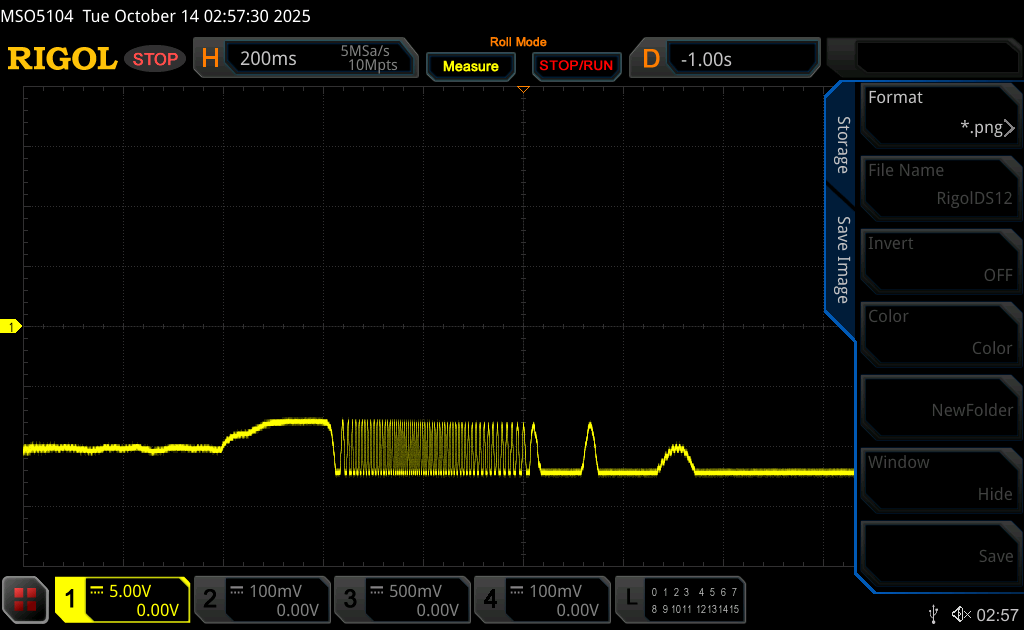 MSO5104 Tue October 14 02:57:30 2025
RIGOL STOP H 200ms 5MSa/s 10Mpts Roll Mode Measure STOP/RUN D -1.00s
Storage
Save Image
Format
*.png
File Name
RigolDS12
Invert
OFF
Color
Color
NewFolder
Window
Hide
Save
1
1 5.00V 0.00V
2 100mV 0.00V
3 500mV 0.00V
4 100mV 0.00V
L 0 1 2 3 4 5 6 7
8 9 10 11 12 13 14 15
02:57